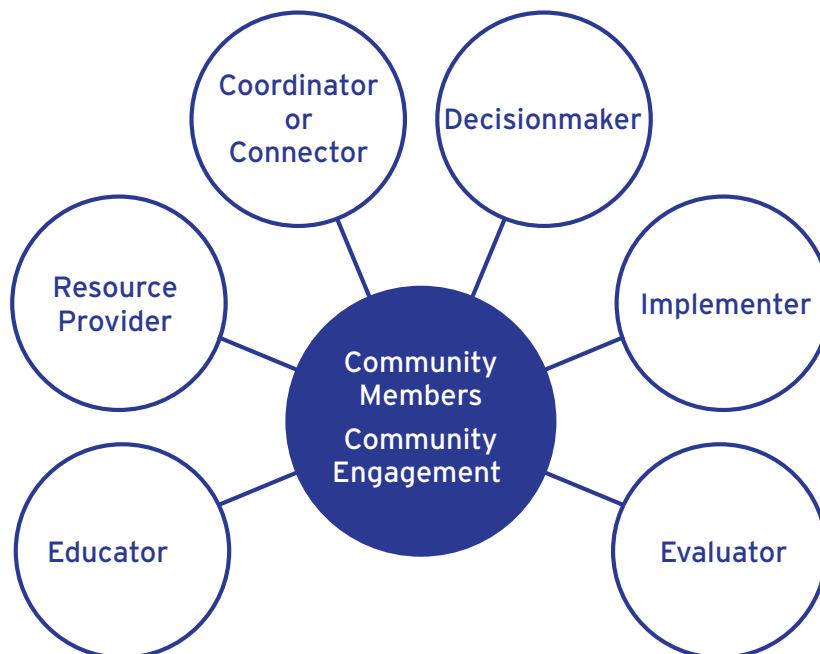 Coordinator
or
Connector
Decisionmaker
Resource
Provider
Implementer
Community
Members
Community
Engagement
Educator
Evaluator